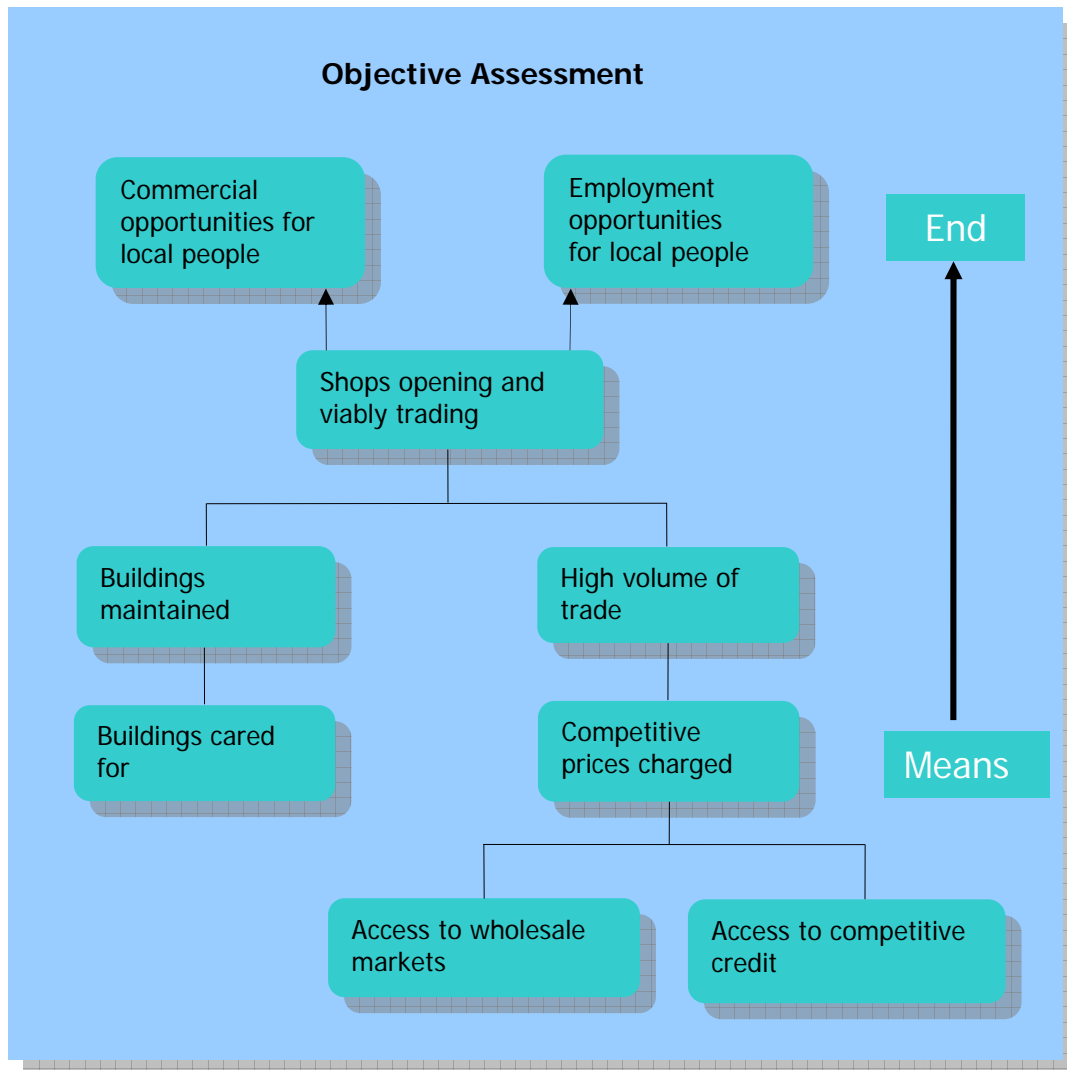 Objective Assessment
Commercial
opportunities for
local people
Employment
opportunities
for local people
End
Shops opening and
viably trading
Buildings
maintained
High volume of
trade
Buildings cared
for
Competitive
prices charged
Means
Access to wholesale
markets
Access to competitive
credit